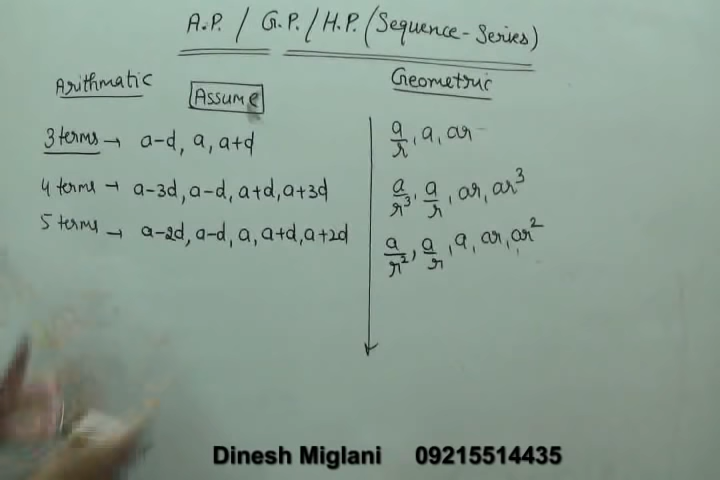 A.P. / G.P. / H.P. (Sequence-Series)
Arithmatic
Assume
Geometric
3 terms → a-d, a, a+d
a/r, a, ar
4 terms → a-3d, a-d, a+d, a+3d
a/r³, a/r, ar, ar³
5 terms → a-2d, a-d, a, a+d, a+2d
a/r², a/r, a, ar, ar²
Dinesh Miglani 09215514435